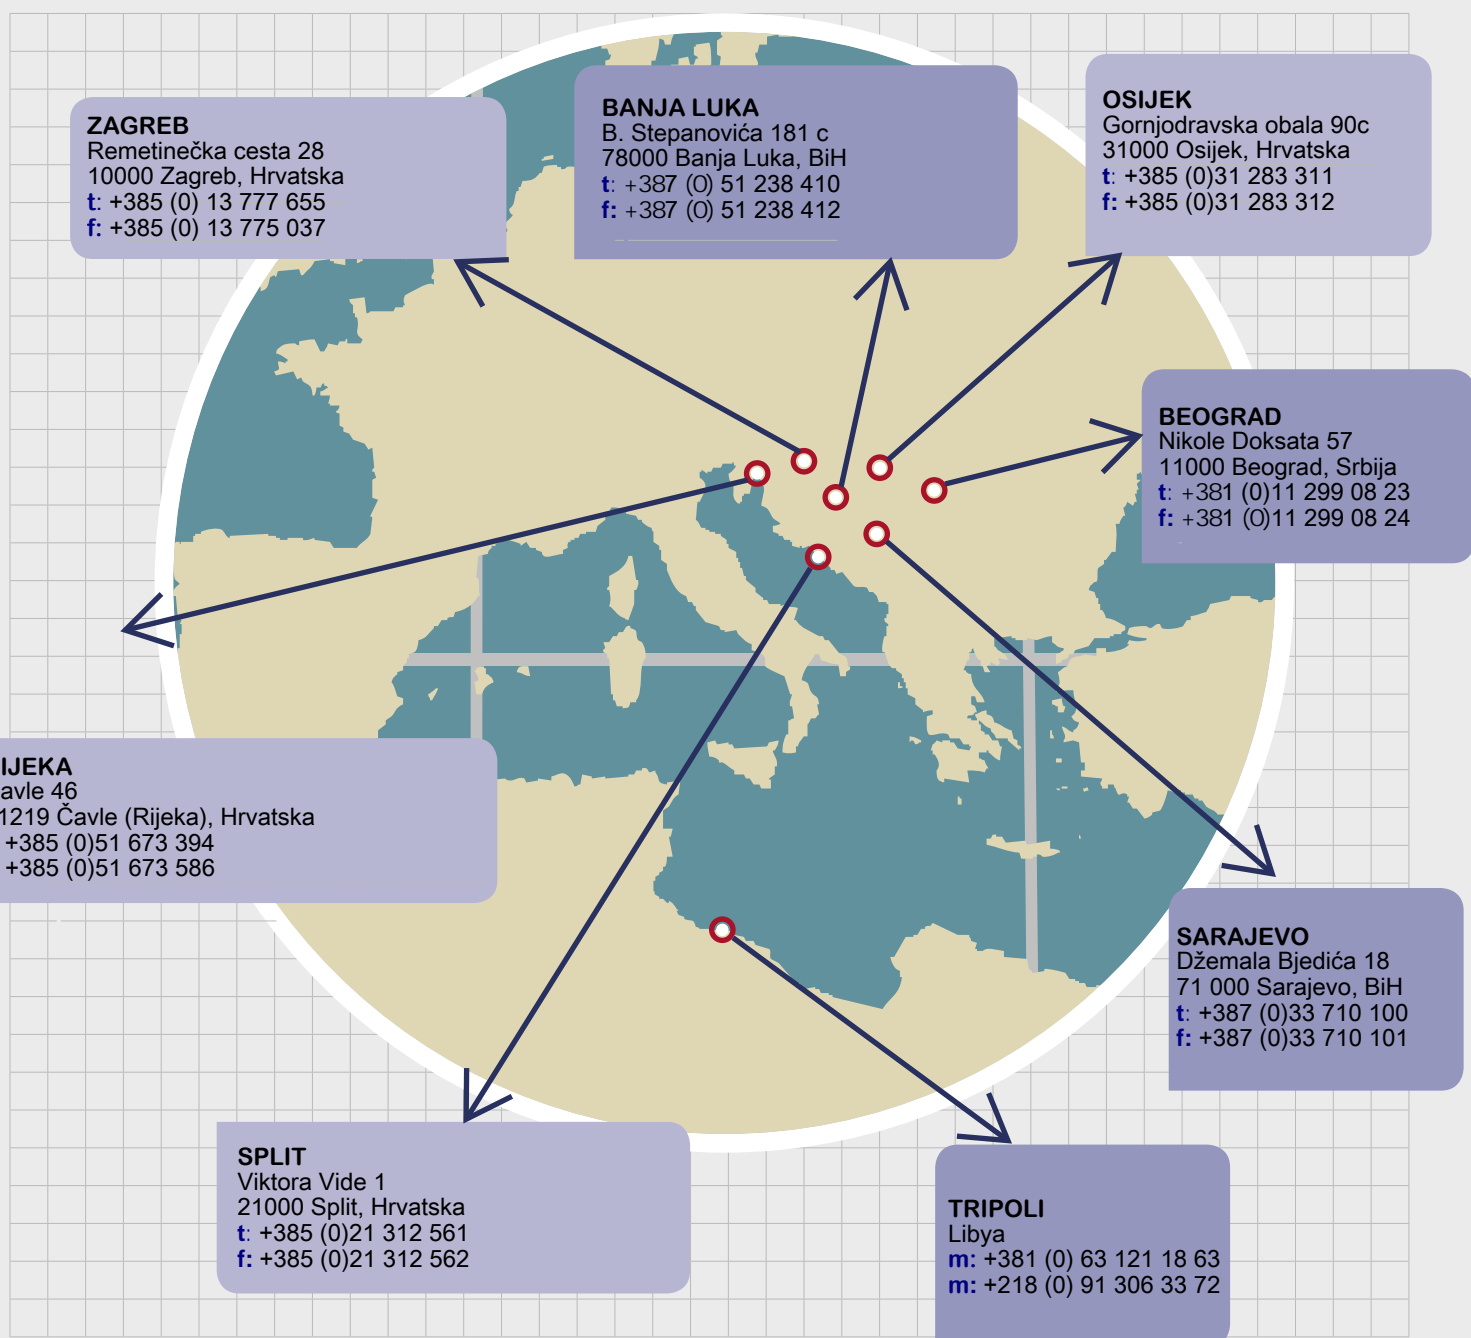 ZAGREB
Remetinečka cesta 28
10000 Zagreb, Hrvatska
t: +385 (0) 13 777 655
f: +385 (0) 13 775 037
BANJA LUKA
B. Stepanovića 181 c
78000 Banja Luka, BiH
t: +387 (0) 51 238 410
f: +387 (0) 51 238 412
OSIJEK
Gornjodravska obala 90c
31000 Osijek, Hrvatska
t: +385 (0)31 283 311
f: +385 (0)31 283 312
BEOGRAD
Nikole Doksata 57
11000 Beograd, Srbija
t: +381 (0)11 299 08 23
f: +381 (0)11 299 08 24
IJEKA
avle 46
1219 Čavle (Rijeka), Hrvatska
+385 (0)51 673 394
+385 (0)51 673 586
SARAJEVO
Džemala Bjedića 18
71 000 Sarajevo, BiH
t: +387 (0)33 710 100
f: +387 (0)33 710 101
SPLIT
Viktora Vide 1
21000 Split, Hrvatska
t: +385 (0)21 312 561
f: +385 (0)21 312 562
TRIPOLI
Libya
m: +381 (0) 63 121 18 63
m: +218 (0) 91 306 33 72